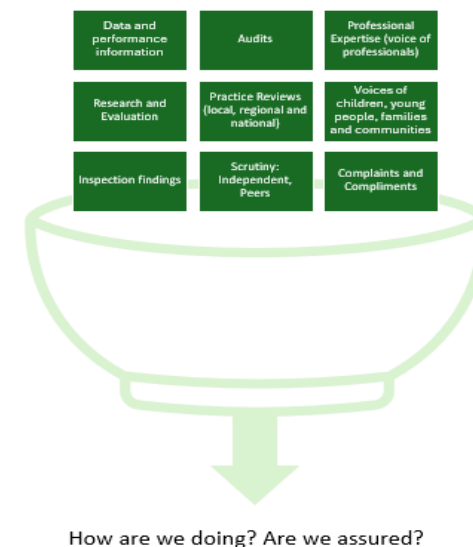 Data and
performance
information
Audits
Professional
Expertise (voice of
professionals)
Research and
Evaluation
Practice Reviews
(local, regional and
national)
Voices of
children, young
people, families
and communities
Inspection findings
Scrutiny:
Independent,
Peers
Complaints and
Compliments
How are we doing? Are we assured?